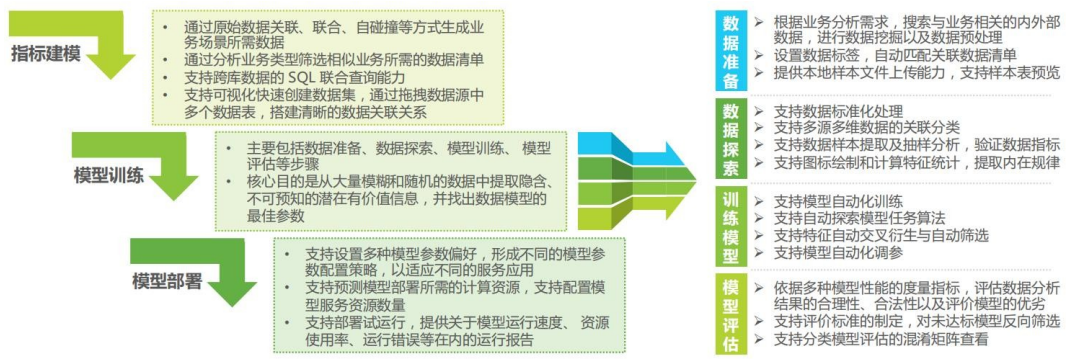 指标建模
• 通过原始数据关联、联合、自碰撞等方式生成业
务场景所需数据
• 通过分析业务类型筛选相似业务所需的数据清单
• 支持跨库数据的 SQL 联合查询能力
• 支持可视化快速创建数据集，通过拖拽数据源中
多个数据表，搭建清晰的数据关联关系
模型训练
• 主要包括数据准备、数据探索、模型训练、 模型
评估等步骤
• 核心目的是从大量模糊和随机的数据中提取隐含、
不可预知的潜在有价值信息，并找出数据模型的
最佳参数
模型部署
• 支持设置多种模型参数偏好，形成不同的模型参
数配置策略，以适应不同的服务应用
• 支持预测模型部署所需的计算资源，支持配置模
型服务资源数量
• 支持部署试运行，提供关于模型运行速度、 资源
使用率、运行错误等在内的运行报告
数据准备
➢ 根据业务分析需求，搜索与业务相关的内外部
数据，进行数据挖掘以及数据预处理
➢ 设置数据标签，自动匹配关联数据清单
➢ 提供本地样本文件上传能力，支持样本表预览
数据探索
➢ 支持数据标准化处理
➢ 支持多源多维数据的关联分类
➢ 支持数据样本提取及抽样分析，验证数据指标
➢ 支持图标绘制和计算特征统计，提取内在规律
训练模型
➢ 支持模型自动化训练
➢ 支持自动探索模型任务算法
➢ 支持特征自动交叉衍生与自动筛选
➢ 支持模型自动化调参
模型评估
➢ 依据多种模型性能的度量指标，评估数据分析
结果的合理性、合法性以及评价模型的优劣
➢ 支持评价标准的制定，对未达标模型反向筛选
➢ 支持分类模型评估的混淆矩阵查看